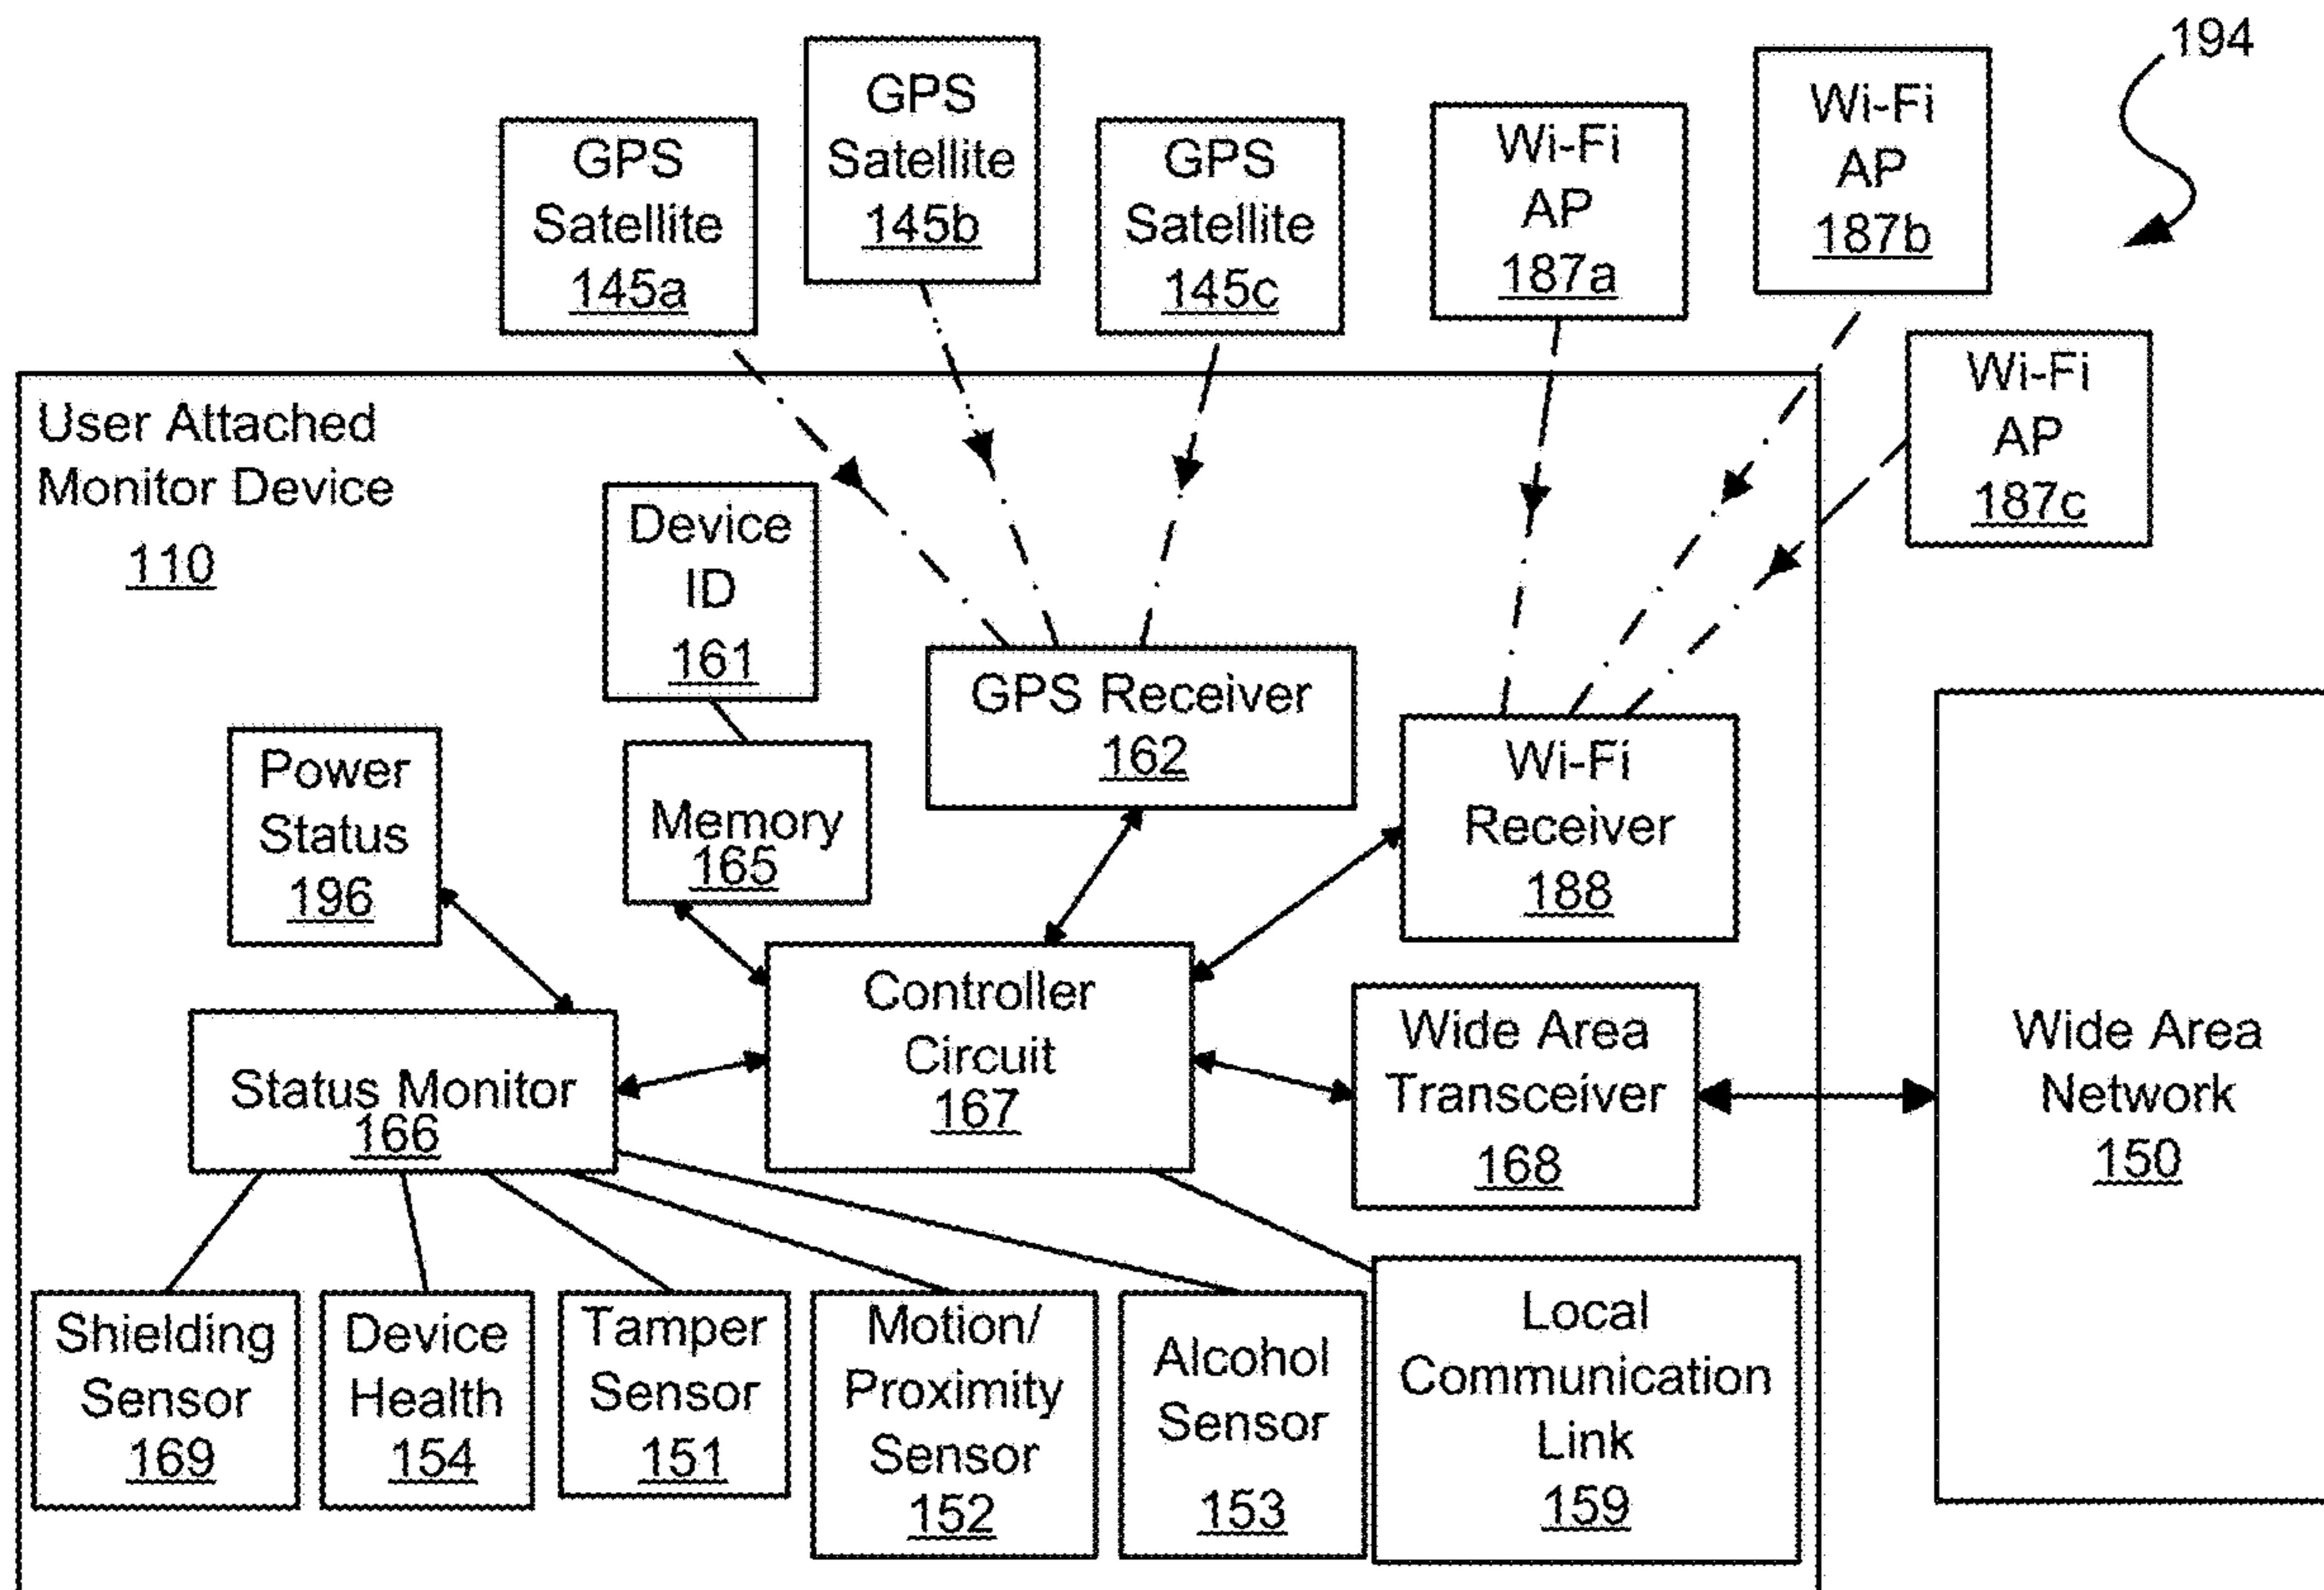 194
GPS
Satellite
145a
GPS
Satellite
145b
GPS
Satellite
145c
Wi-Fi
AP
187a
Wi-Fi
AP
187b
Wi-Fi
AP
187c
User Attached
Monitor Device
110
Device
ID
161
GPS Receiver
162
Power
Status
196
Memory
165
Wi-Fi
Receiver
188
Controller
Circuit
167
Status Monitor
166
Wide Area
Transceiver
168
Wide Area
Network
150
Shielding
Sensor
169
Device
Health
154
Tamper
Sensor
151
Motion/
Proximity
Sensor
152
Alcohol
Sensor
153
Local
Communication
Link
159